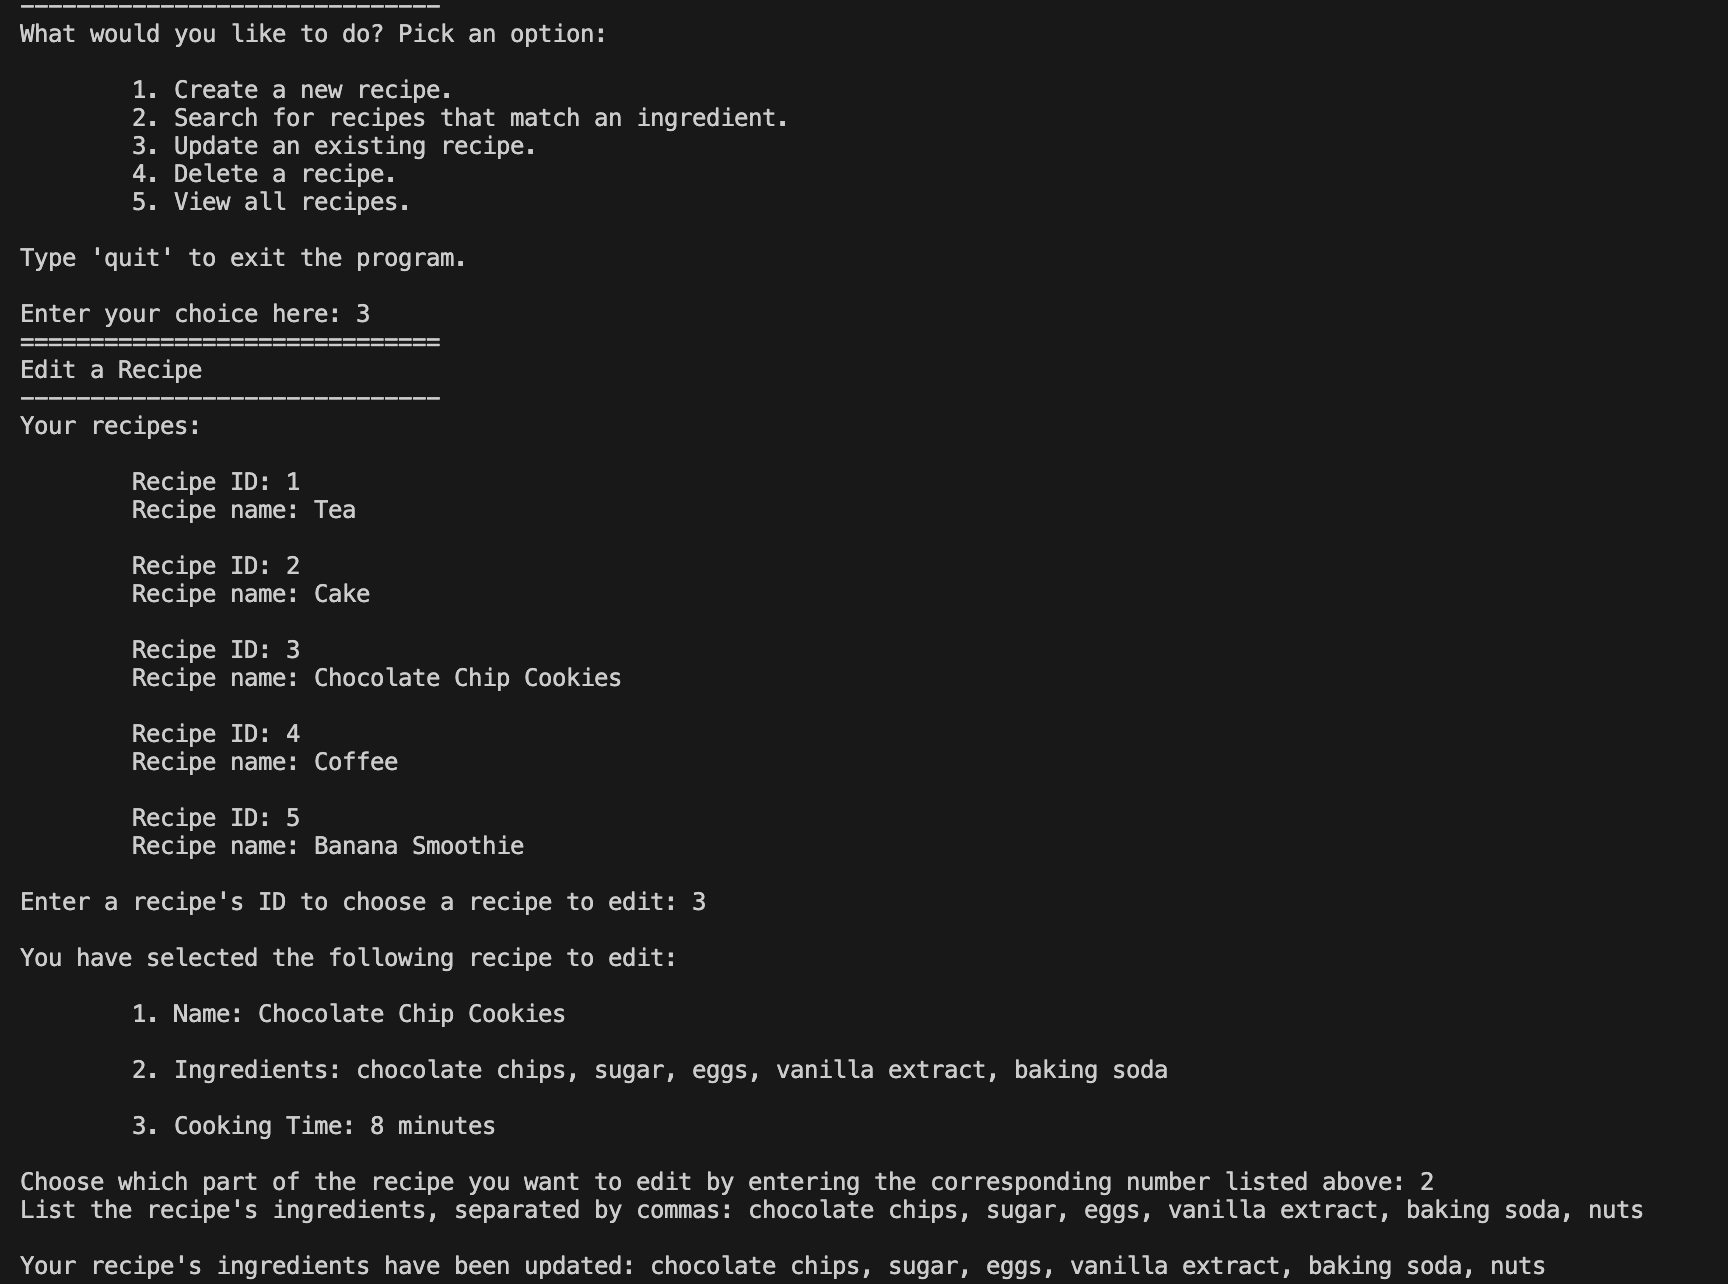 ------------------------------
What would you like to do? Pick an option:
1. Create a new recipe.
2. Search for recipes that match an ingredient.
3. Update an existing recipe.
4. Delete a recipe.
5. View all recipes.
Type 'quit' to exit the program.
Enter your choice here: 3
==============================
Edit a Recipe
------------------------------
Your recipes:
Recipe ID: 1
Recipe name: Tea
Recipe ID: 2
Recipe name: Cake
Recipe ID: 3
Recipe name: Chocolate Chip Cookies
Recipe ID: 4
Recipe name: Coffee
Recipe ID: 5
Recipe name: Banana Smoothie
Enter a recipe's ID to choose a recipe to edit: 3
You have selected the following recipe to edit:
1. Name: Chocolate Chip Cookies
2. Ingredients: chocolate chips, sugar, eggs, vanilla extract, baking soda
3. Cooking Time: 8 minutes
Choose which part of the recipe you want to edit by entering the corresponding number listed above: 2
List the recipe's ingredients, separated by commas: chocolate chips, sugar, eggs, vanilla extract, baking soda, nuts
Your recipe's ingredients have been updated: chocolate chips, sugar, eggs, vanilla extract, baking soda, nuts